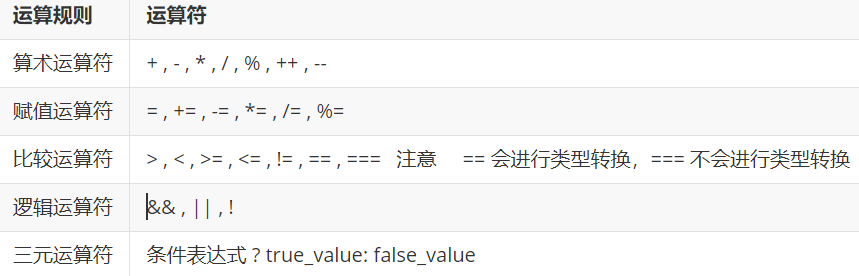 运算规则 运算符
算术运算符 + , - , * , / , % , ++ , --
赋值运算符 = , += , -= , *= , /= , %=
比较运算符 > , < , >= , <= , != , == , === 注意 == 会进行类型转换，=== 不会进行类型转换
逻辑运算符 && , || , !
三元运算符 条件表达式 ? true_value: false_value